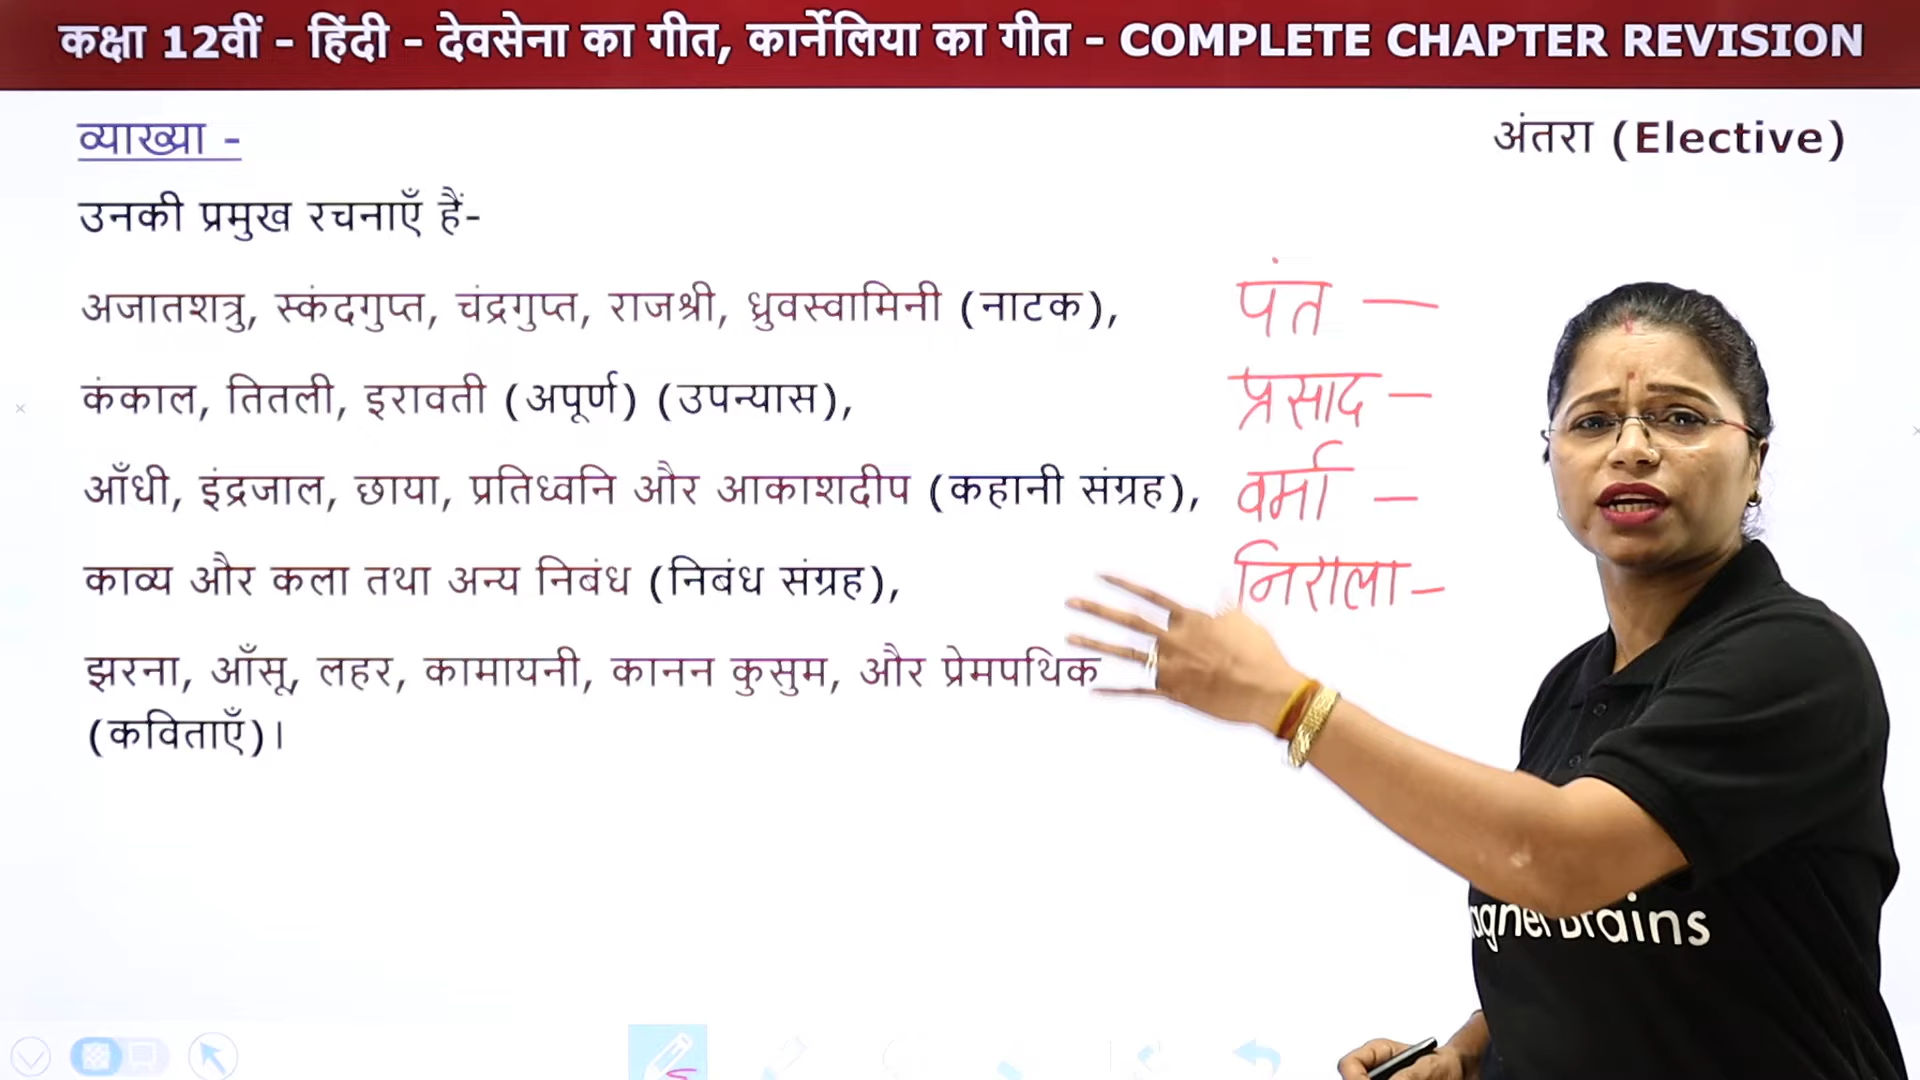 कक्षा 12वीं - हिंदी - देवसेना का गीत, कार्नेलिया का गीत - COMPLETE CHAPTER REVISION
व्याख्या -
अंतरा (Elective)
उनकी प्रमुख रचनाएँ हैं-
अजातशत्रु, स्कंदगुप्त, चंद्रगुप्त, राजश्री, ध्रुवस्वामिनी (नाटक),
कंकाल, तितली, इरावती (अपूर्ण) (उपन्यास),
आँधी, इंद्रजाल, छाया, प्रतिध्वनि और आकाशदीप (कहानी संग्रह),
काव्य और कला तथा अन्य निबंध (निबंध संग्रह),
झरना, आँसू, लहर, कामायनी, कानन कुसुम, और प्रेमपथिक
(कविताएँ)।
पंत —
प्रसाद —
वर्मा —
निराला -
Brains